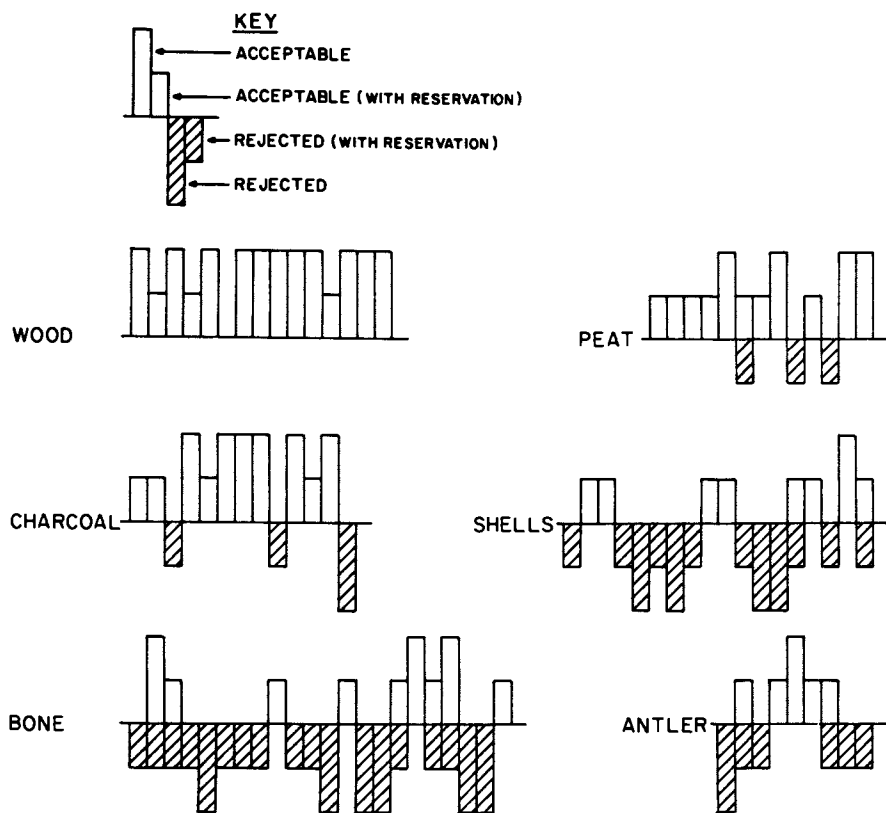 KEY
ACCEPTABLE
ACCEPTABLE (WITH RESERVATION)
REJECTED (WITH RESERVATION)
REJECTED
WOOD
PEAT
CHARCOAL
SHELLS
BONE
ANTLER